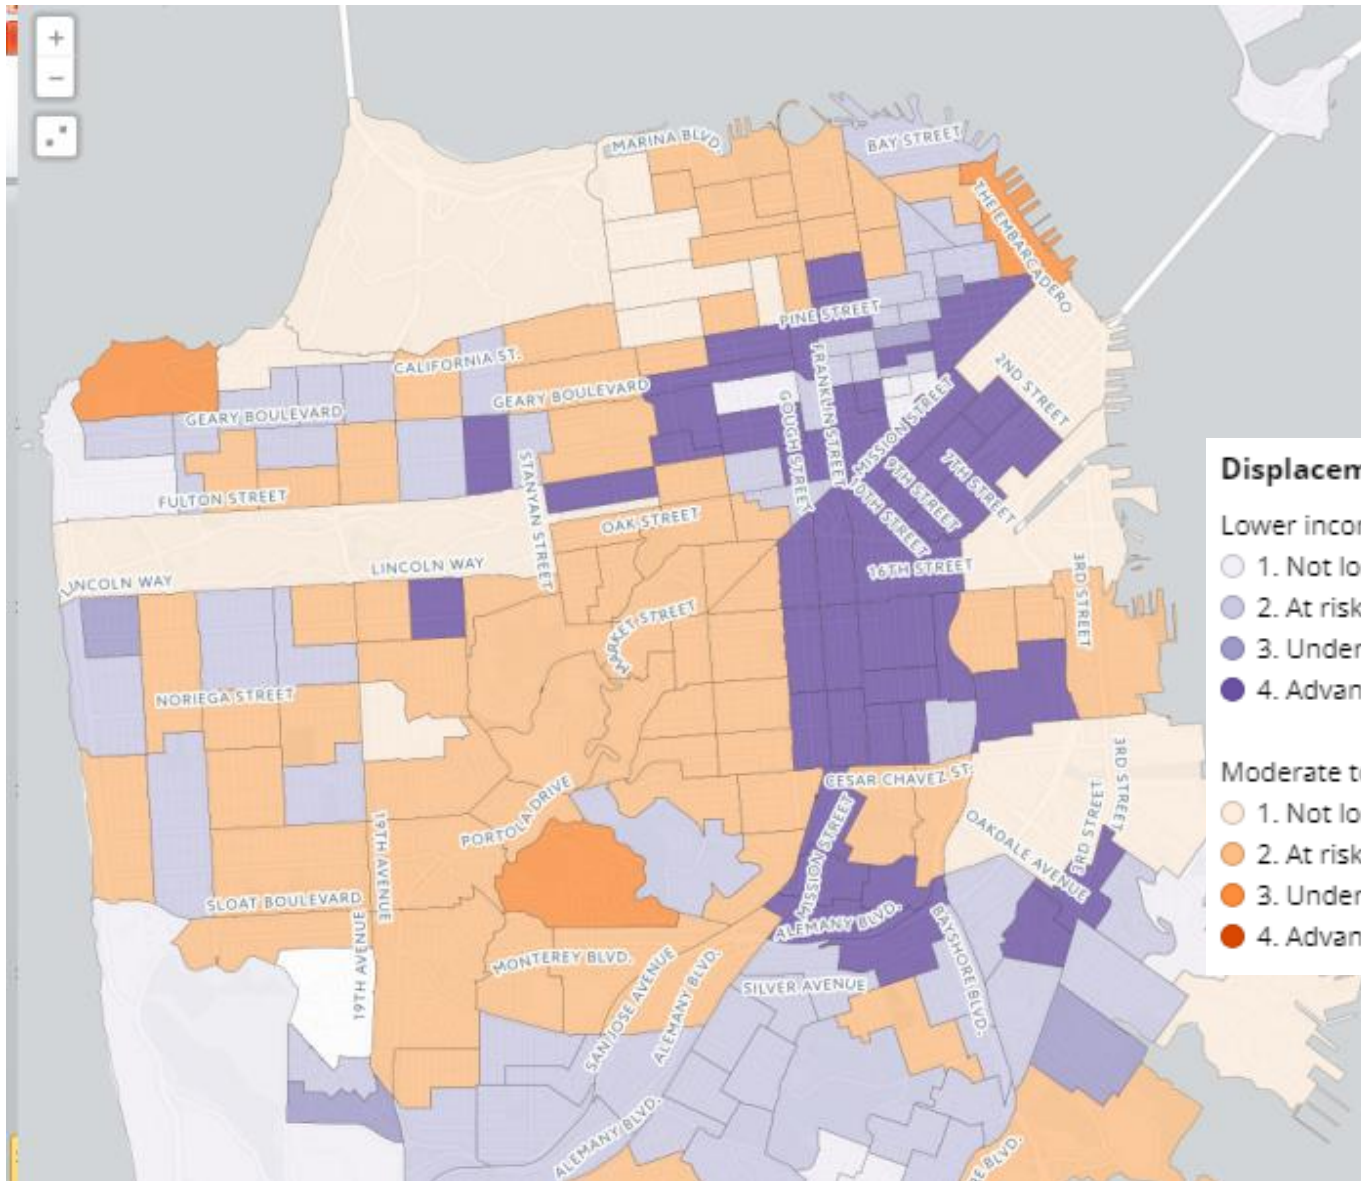 +
−
MARINA BLVD.
BAY STREET
THE EMBARCADERO
PINE STREET
CALIFORNIA ST.
2ND STREET
GEARY BOULEVARD
GEARY BOULEVARD
GOUGH STREET
FRANKLIN STREET
MISSION STREET
9TH STREET
7TH STREET
10TH STREET
STANYAN STREET
FULTON STREET
OAK STREET
LINCOLN WAY
LINCOLN WAY
16TH STREET
3RD STREET
MARKET STREET
NORIEGA STREET
CESAR CHAVEZ ST.
3RD STREET
PORTOLA DRIVE
19TH AVENUE
MISSION STREET
OAKDALE AVENUE
3RD STREET
SLOAT BOULEVARD
19TH AVENUE
ALEMANY BLVD.
BAYSHORE BLVD.
MONTEREY BLVD.
SAN JOSE AVENUE
ALEMANY BLVD.
SILVER AVENUE
ALEMANY BLVD.
RE BLVD.
Displacem
Lower incor
1. Not lo
2. At risk
3. Under
4. Advan
Moderate to
1. Not lo
2. At risk
3. Under
4. Advan